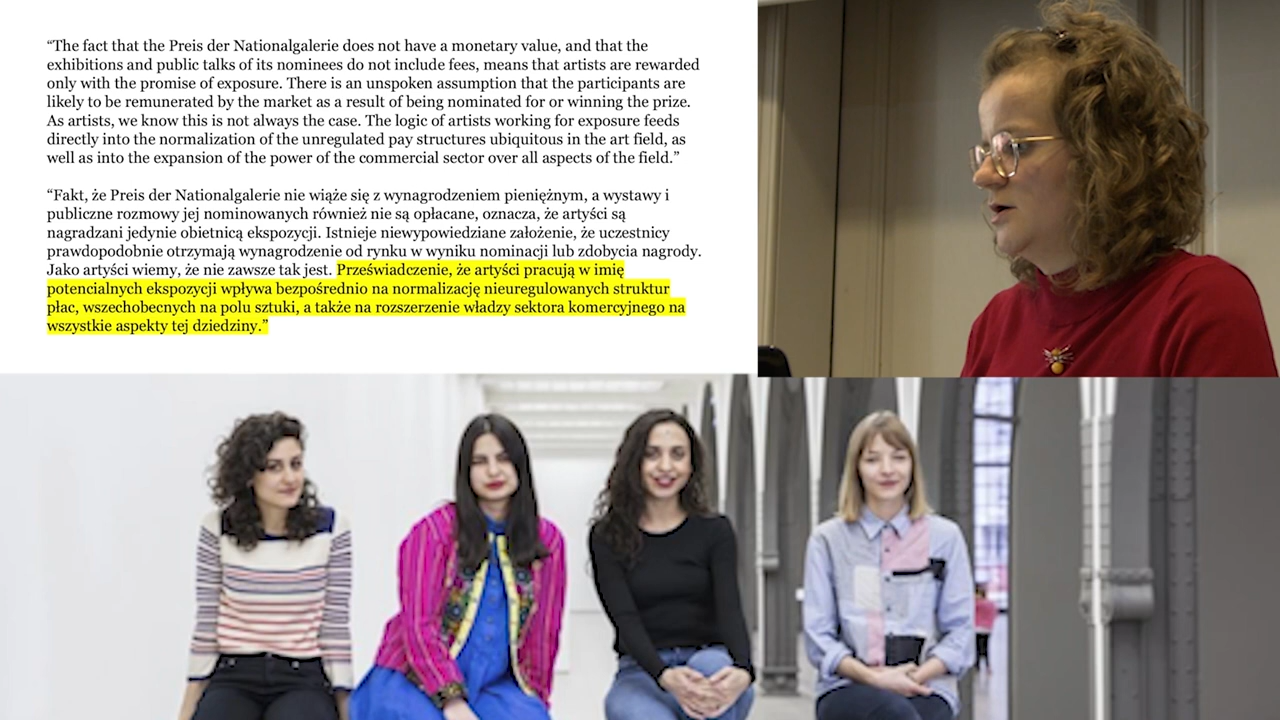 “The fact that the Preis der Nationalgalerie does not have a monetary value, and that the
exhibitions and public talks of its nominees do not include fees, means that artists are rewarded
only with the promise of exposure. There is an unspoken assumption that the participants are
likely to be remunerated by the market as a result of being nominated for or winning the prize.
As artists, we know this is not always the case. The logic of artists working for exposure feeds
directly into the normalization of the unregulated pay structures ubiquitous in the art field, as
well as into the expansion of the power of the commercial sector over all aspects of the field.”
“Fakt, że Preis der Nationalgalerie nie wiąże się z wynagrodzeniem pieniężnym, a wystawy i
publiczne rozmowy jej nominowanych również nie są opłacane, oznacza, że artyści są
nagradzani jedynie obietnicą ekspozycji. Istnieje niewypowiedziane założenie, że uczestnicy
prawdopodobnie otrzymają wynagrodzenie od rynku w wyniku nominacji lub zdobycia nagrody.
Jako artyści wiemy, że nie zawsze tak jest. Przeświadczenie, że artyści pracują w imię
potencjalnych ekspozycji wpływa bezpośrednio na normalizację nieuregulowanych struktur
płac, wszechobecnych na polu sztuki, a także na rozszerzenie władzy sektora komercyjnego na
wszystkie aspekty tej dziedziny.”